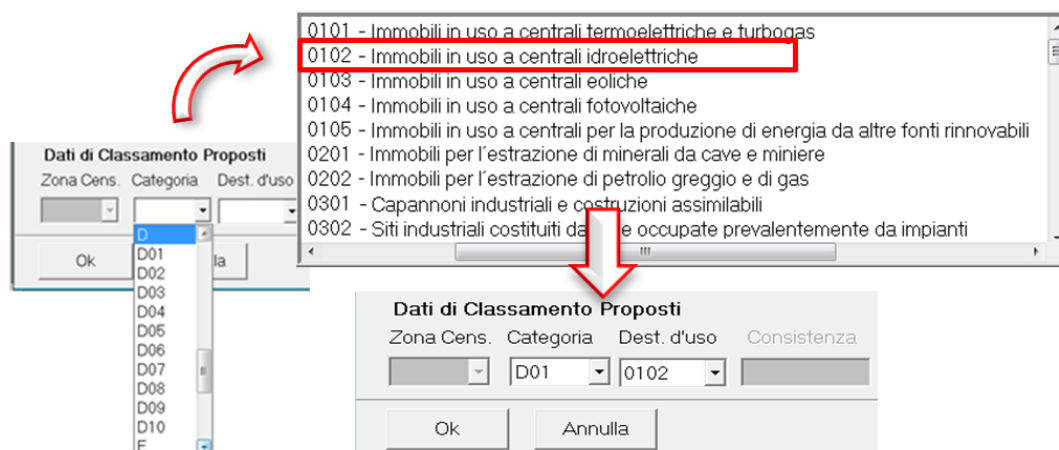 0101 - Immobili in uso a centrali termoelettriche e turbogas
0102 - Immobili in uso a centrali idroelettriche
0103 - Immobili in uso a centrali eoliche
0104 - Immobili in uso a centrali fotovoltaiche
0105 - Immobili in uso a centrali per la produzione di energia da altre fonti rinnovabili
0201 - Immobili per l´estrazione di minerali da cave e miniere
0202 - Immobili per l´estrazione di petrolio greggio e di gas
0301 - Capannoni industriali e costruzioni assimilabili
0302 - Siti industriali costituiti da e occupate prevalentemente da impianti
Dati di Classamento Proposti
Zona Cens. Categoria Dest. d'uso
Ok la
D
D01
D02
D03
D04
D05
D06
D07
D08
D09
D10
E
Dati di Classamento Proposti
Zona Cens. Categoria Dest. d'uso Consistenza
D01 0102
Ok Annulla